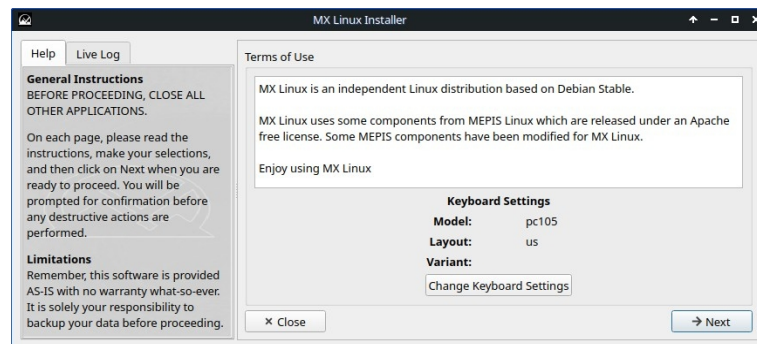 MX Linux Installer
Help
Live Log
General Instructions
BEFORE PROCEEDING, CLOSE ALL
OTHER APPLICATIONS.
On each page, please read the
instructions, make your selections,
and then click on Next when you are
ready to proceed. You will be
prompted for confirmation before
any destructive actions are
performed.
Limitations
Remember, this software is provided
AS-IS with no warranty what-so-ever.
It is solely your responsibility to
backup your data before proceeding.
Terms of Use
MX Linux is an independent Linux distribution based on Debian Stable.
MX Linux uses some components from MEPIS Linux which are released under an Apache
free license. Some MEPIS components have been modified for MX Linux.
Enjoy using MX Linux
Keyboard Settings
Model: pc105
Layout: us
Variant:
Change Keyboard Settings
Close
Next